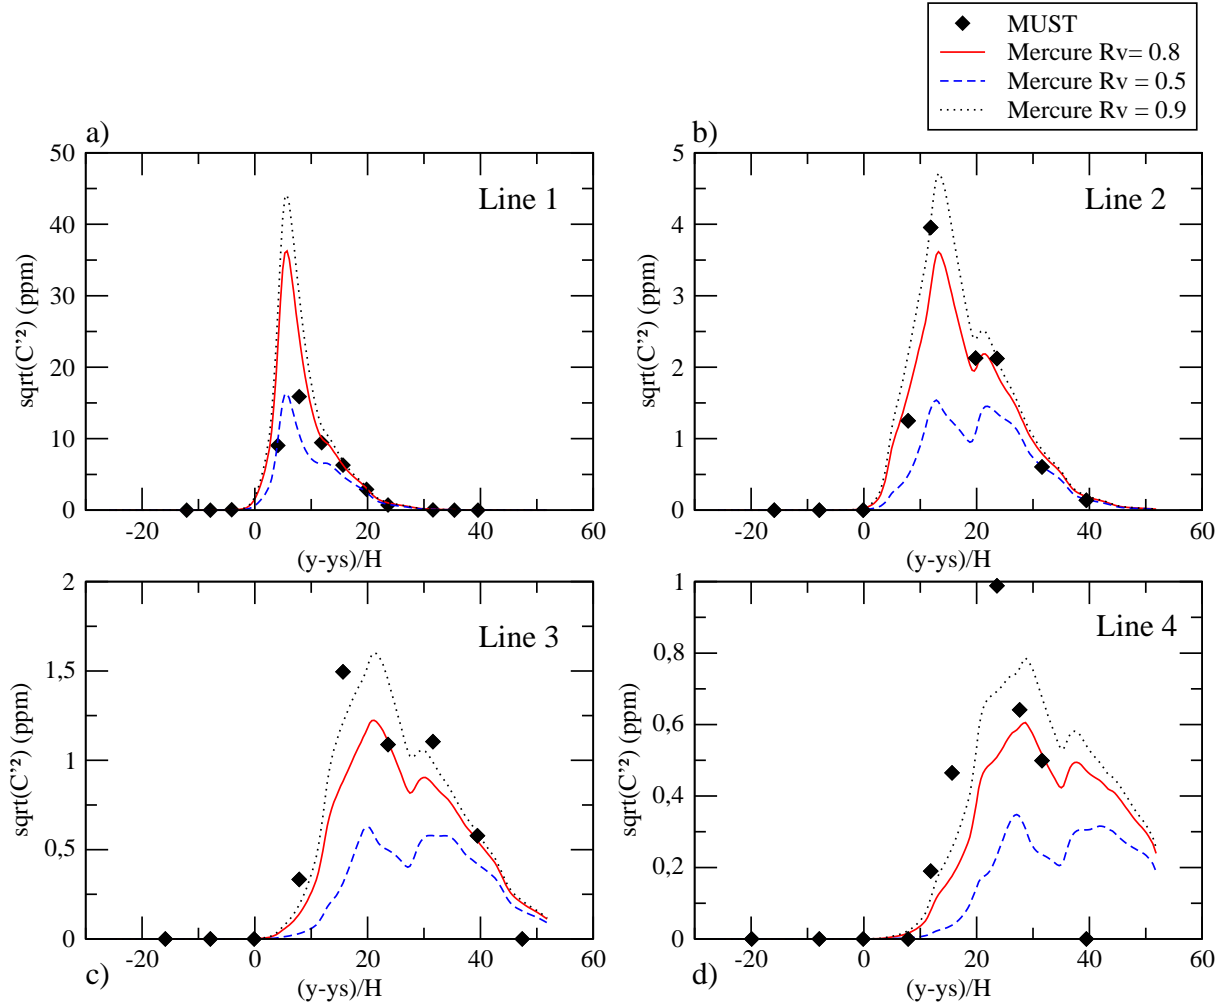 MUST
Mercure Rv= 0.8
Mercure Rv = 0.5
Mercure Rv = 0.9
a)
Line 1
50
40
30
20
10
0
-20 0 20 40 60
sqrt(C'²) (ppm)
(y-ys)/H
b)
Line 2
5
4
3
2
1
0
-20 0 20 40 60
sqrt(C'²) (ppm)
(y-ys)/H
Line 3
2
1,5
1
0,5
0
-20 0 20 40 60
sqrt(C'²) (ppm)
(y-ys)/H
c)
Line 4
1
0,8
0,6
0,4
0,2
0
-20 0 20 40 60
sqrt(C'²) (ppm)
(y-ys)/H
d)